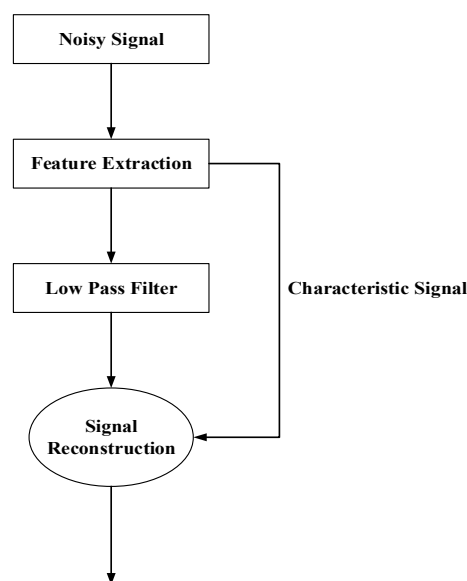 Noisy Signal
Feature Extraction
Low Pass Filter
Characteristic Signal
Signal
Reconstruction